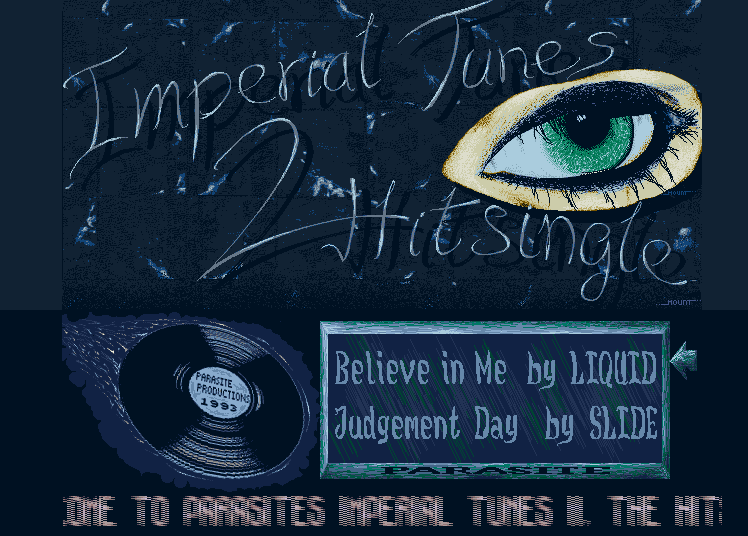 Imperial Tunes
2 Hitsingle
MOUNT
PARASITE
PRODUCTIONS
1993
Believe in Me by LIQUID
Judgement Day by SLIDE
PARASITE
OME TO PARASITES IMPERIAL TUNES II THE HIT